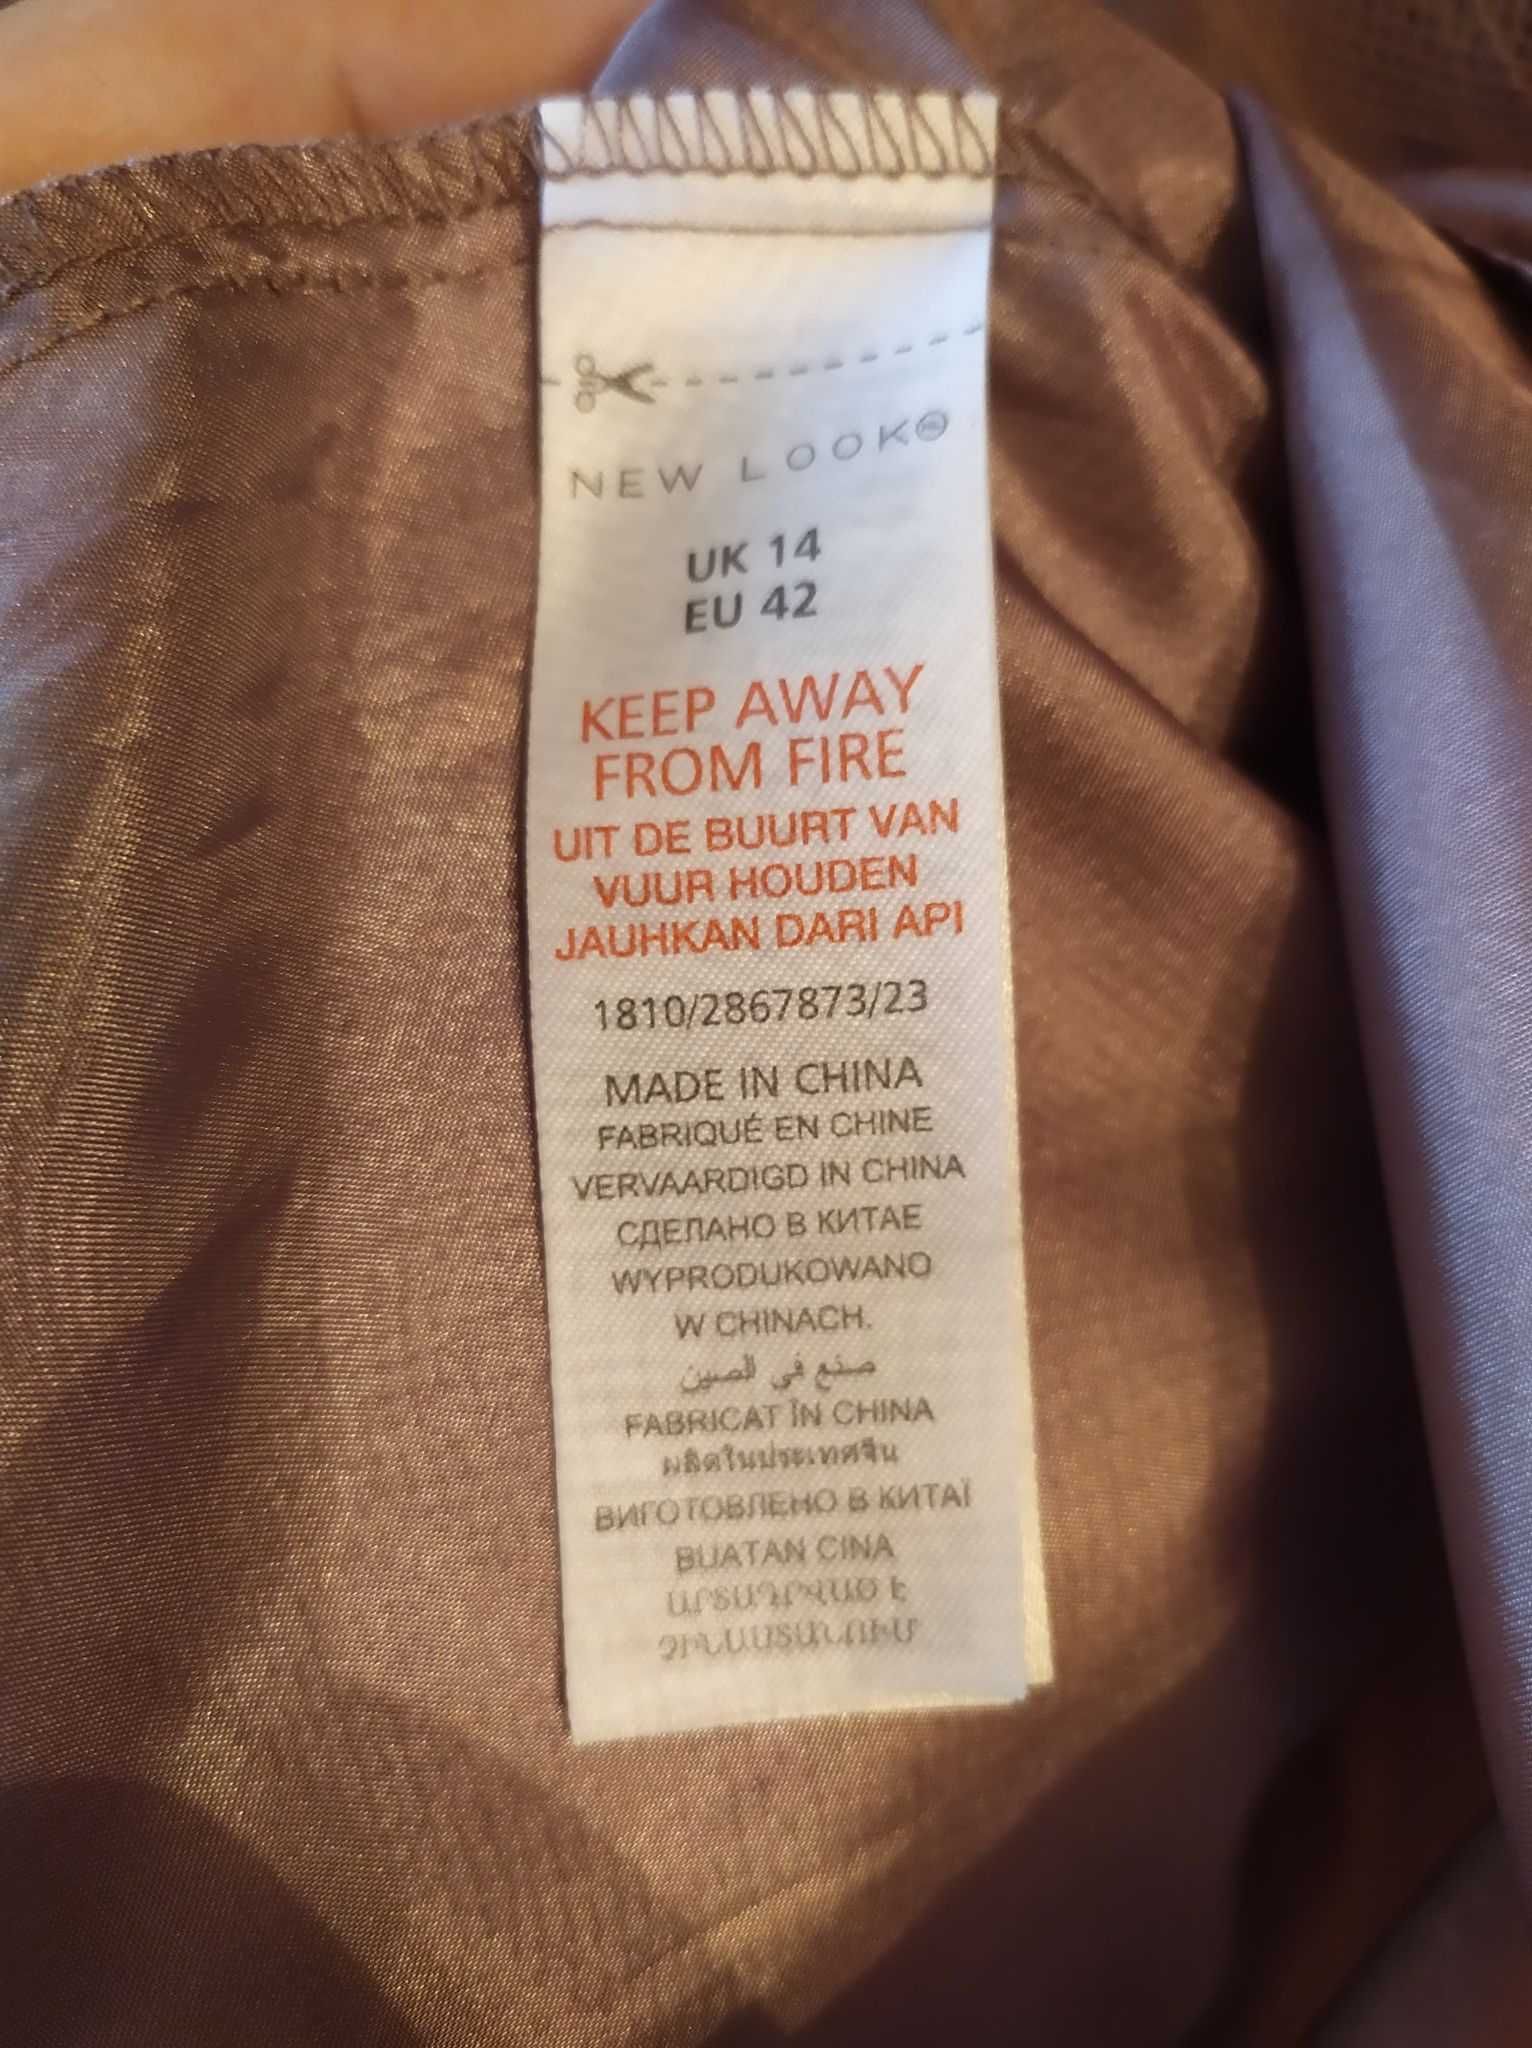 NEW LOOK
UK 14
EU 42
KEEP AWAY
FROM FIRE
UIT DE BUURT VAN
VUUR HOUDEN
JAUHKAN DARI API
1810/2867873/23
MADE IN CHINA
FABRIQUÉ EN CHINE
VERVAARDIGD IN CHINA
СДЕЛАНО В КИТАЕ
WYPRODUKOWANO
W CHINACH.
صنع في الصين
FABRICAT ÎN CHINA
ผลิตในประเทศจีน
ВИГОТОВЛЕНО В КИТАЇ
BUATAN CINA
ԱՐՏԱԴՐՎԱԾ Է
ՉԻՆԱՍՏԱՆՈՒՄ